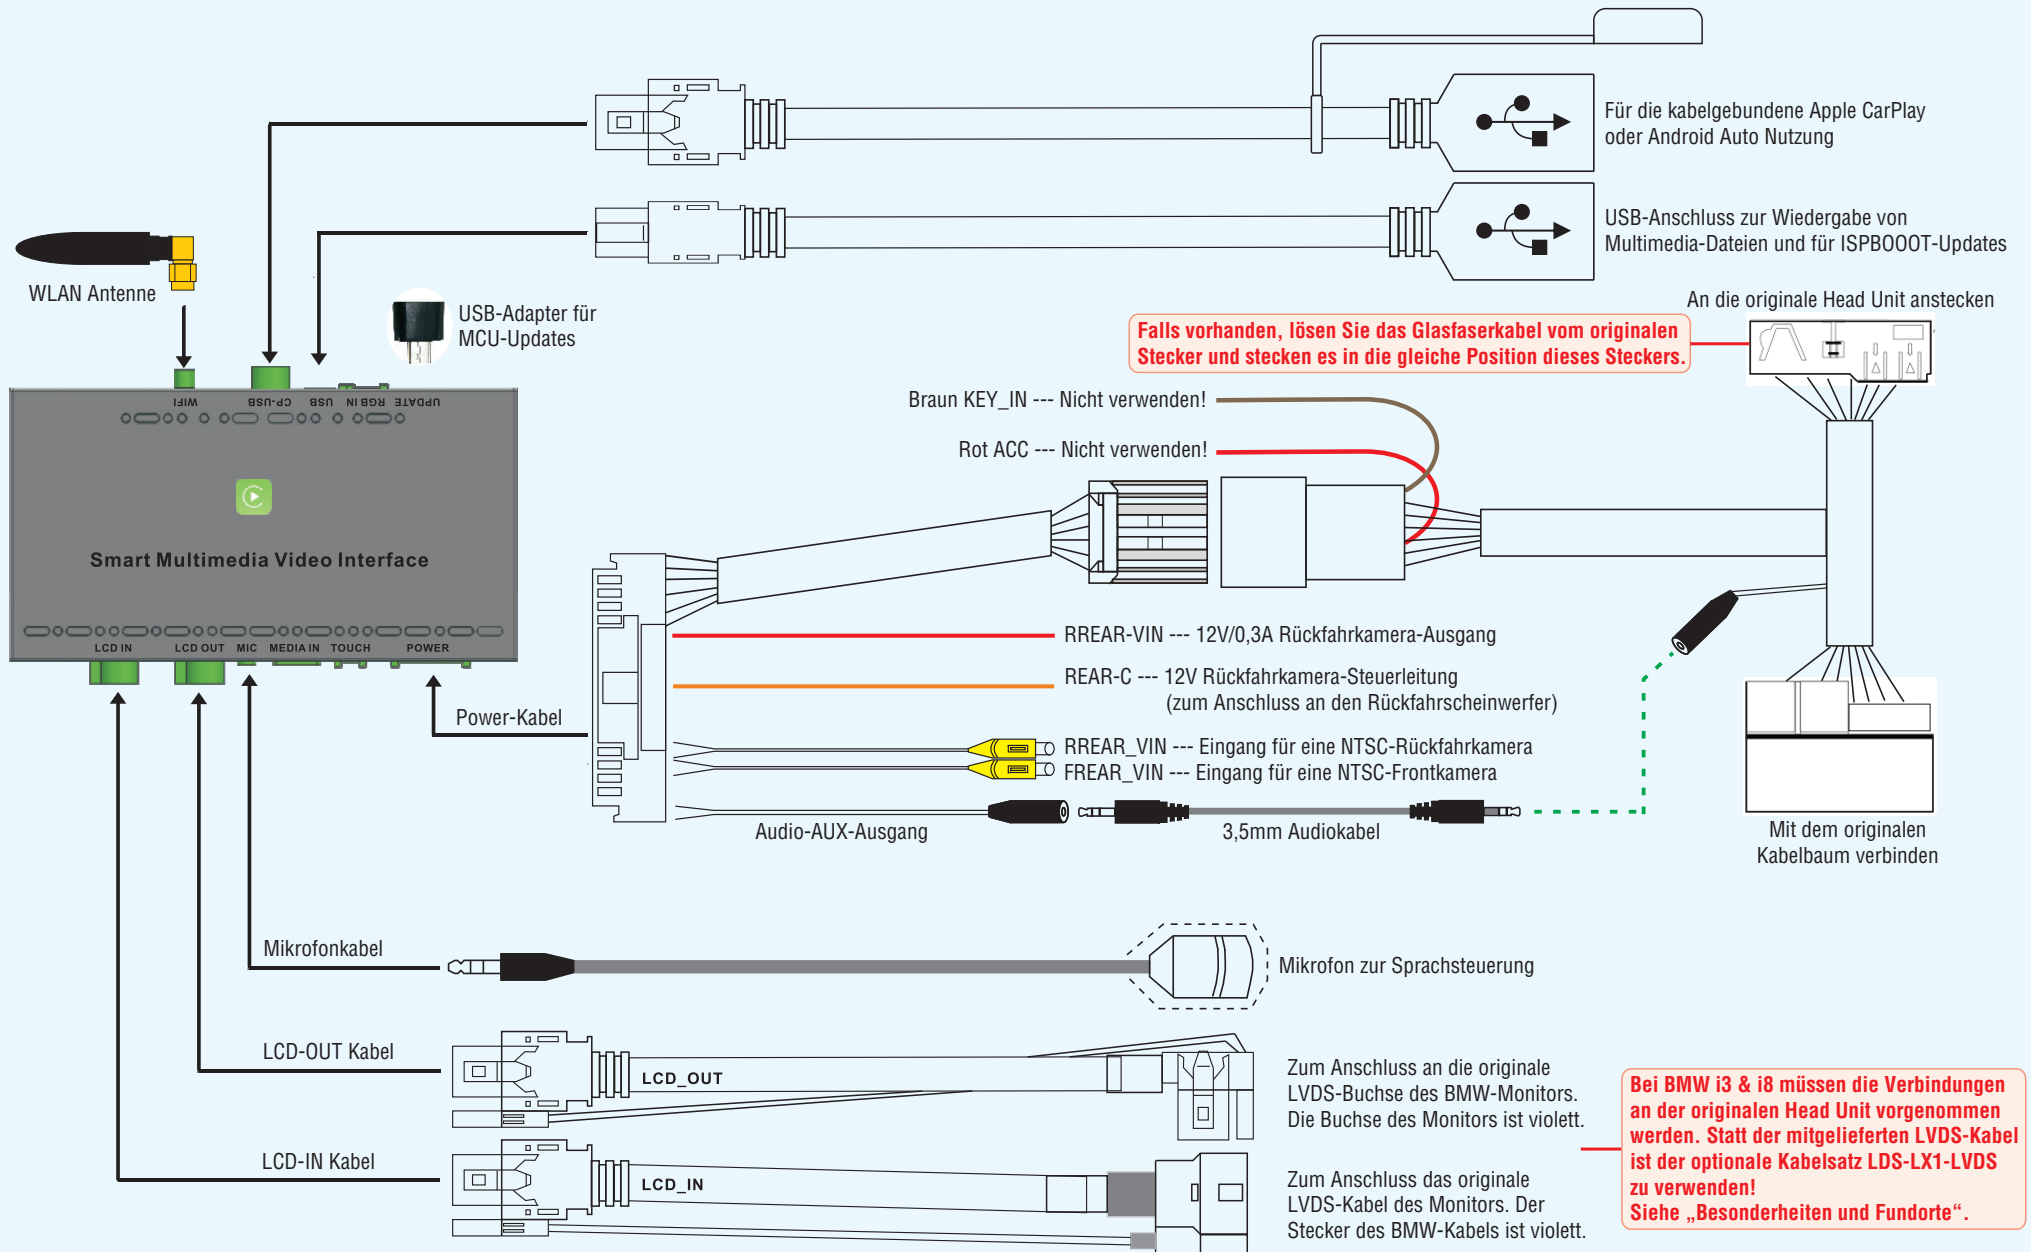 Für die kabelgebundene Apple CarPlay
oder Android Auto Nutzung
USB-Anschluss zur Wiedergabe von
Multimedia-Dateien und für ISPBOOOT-Updates
WLAN Antenne
USB-Adapter für
MCU-Updates
An die originale Head Unit anstecken
Falls vorhanden, lösen Sie das Glasfaserkabel vom originalen
Stecker und stecken es in die gleiche Position dieses Steckers.
WIFI
CP-USB
USB
RGB IN
UPDATE
Braun KEY_IN --- Nicht verwenden!
Rot ACC --- Nicht verwenden!
Smart Multimedia Video Interface
LCD IN
LCD OUT
MIC
MEDIA IN
TOUCH
POWER
Power-Kabel
RREAR-VIN --- 12V/0,3A Rückfahrkamera-Ausgang
REAR-C --- 12V Rückfahrkamera-Steuerleitung
(zum Anschluss an den Rückfahrscheinwerfer)
RREAR_VIN --- Eingang für eine NTSC-Rückfahrkamera
FREAR_VIN --- Eingang für eine NTSC-Frontkamera
Audio-AUX-Ausgang
3,5mm Audiokabel
Mit dem originalen
Kabelbaum verbinden
Mikrofonkabel
Mikrofon zur Sprachsteuerung
LCD-OUT Kabel
LCD_OUT
Zum Anschluss an die originale
LVDS-Buchse des BMW-Monitors.
Die Buchse des Monitors ist violett.
LCD-IN Kabel
LCD_IN
Zum Anschluss das originale
LVDS-Kabel des Monitors. Der
Stecker des BMW-Kabels ist violett.
Bei BMW i3 & i8 müssen die Verbindungen
an der originalen Head Unit vorgenommen
werden. Statt der mitgelieferten LVDS-Kabel
ist der optionale Kabelsatz LDS-LX1-LVDS
zu verwenden!
Siehe „Besonderheiten und Fundorte“.